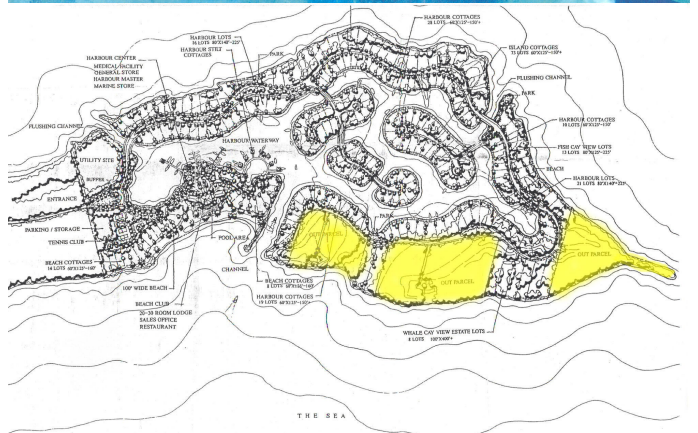 HARBOUR COTTAGES
HARBOUR LOTS
HARBOUR STILT
COTTAGES
PARK
HARBOUR CENTER
MEDICAL FACILITY
GENERAL STORE
HARBOUR MASTER
MARINE STORE
ISLAND COTTAGES
FLUSHING CHANNEL
PARK
HARBOUR COTTAGES
FLUSHING CHANNEL
HARBOUR WATERWAY
FISH CAY VIEW LOTS
BEACH
HARBOUR LOTS
UTILITY SITE
BUFFER
ENTRANCE
PARKING / STORAGE
TENNIS CLUB
BEACH COTTAGES
POOL AREA
PARK
OUT PARCEL
OUT PARCEL
OUT PARCEL
CHANNEL
100' WIDE BEACH
BEACH COTTAGES
HARBOUR COTTAGES
BEACH CLUB
20-30 ROOM LODGE
SALES OFFICE
RESTAURANT
WHALE CAY VIEW ESTATE LOTS
THE SEA